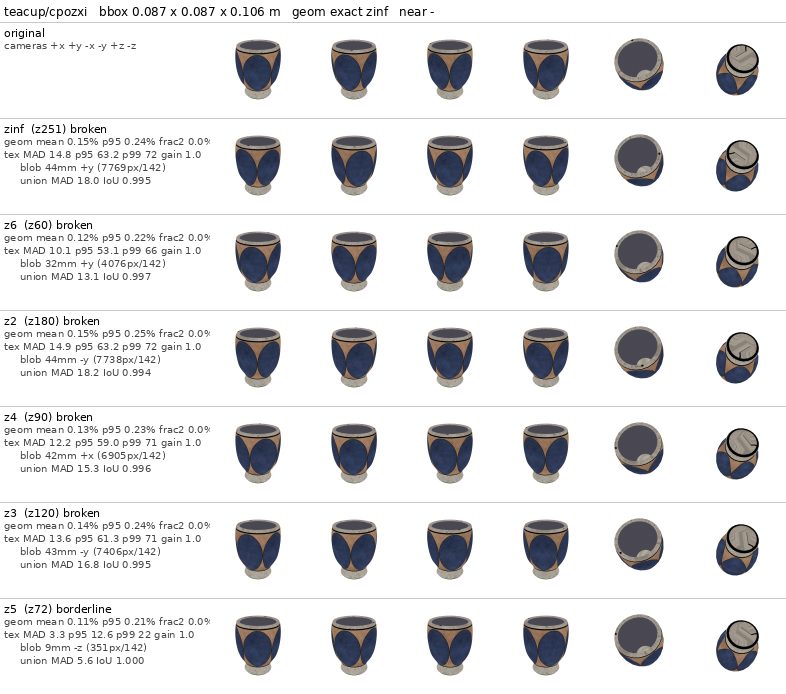 teacup/cpozxi   bbox 0.087 x 0.087 x 0.106 m   geom exact zinf   near -
original
cameras +x +y -x -y +z -z
zinf  (z251) broken
geom mean 0.15% p95 0.24% frac2 0.0%
tex MAD 14.8 p95 63.2 p99 72 gain 1.0
blob 44mm +y (7769px/142)
union MAD 18.0 IoU 0.995
z6  (z60) broken
geom mean 0.12% p95 0.22% frac2 0.0%
tex MAD 10.1 p95 53.1 p99 66 gain 1.0
blob 32mm +y (4076px/142)
union MAD 13.1 IoU 0.997
z2  (z180) broken
geom mean 0.15% p95 0.25% frac2 0.0%
tex MAD 14.9 p95 63.2 p99 72 gain 1.0
blob 44mm -y (7738px/142)
union MAD 18.2 IoU 0.994
z4  (z90) broken
geom mean 0.13% p95 0.23% frac2 0.0%
tex MAD 12.2 p95 59.0 p99 71 gain 1.0
blob 42mm +x (6905px/142)
union MAD 15.3 IoU 0.996
z3  (z120) broken
geom mean 0.14% p95 0.24% frac2 0.0%
tex MAD 13.6 p95 61.3 p99 71 gain 1.0
blob 43mm -y (7406px/142)
union MAD 16.8 IoU 0.995
z5  (z72) borderline
geom mean 0.11% p95 0.21% frac2 0.0%
tex MAD 3.3 p95 12.6 p99 22 gain 1.0
blob 9mm -z (351px/142)
union MAD 5.6 IoU 1.000